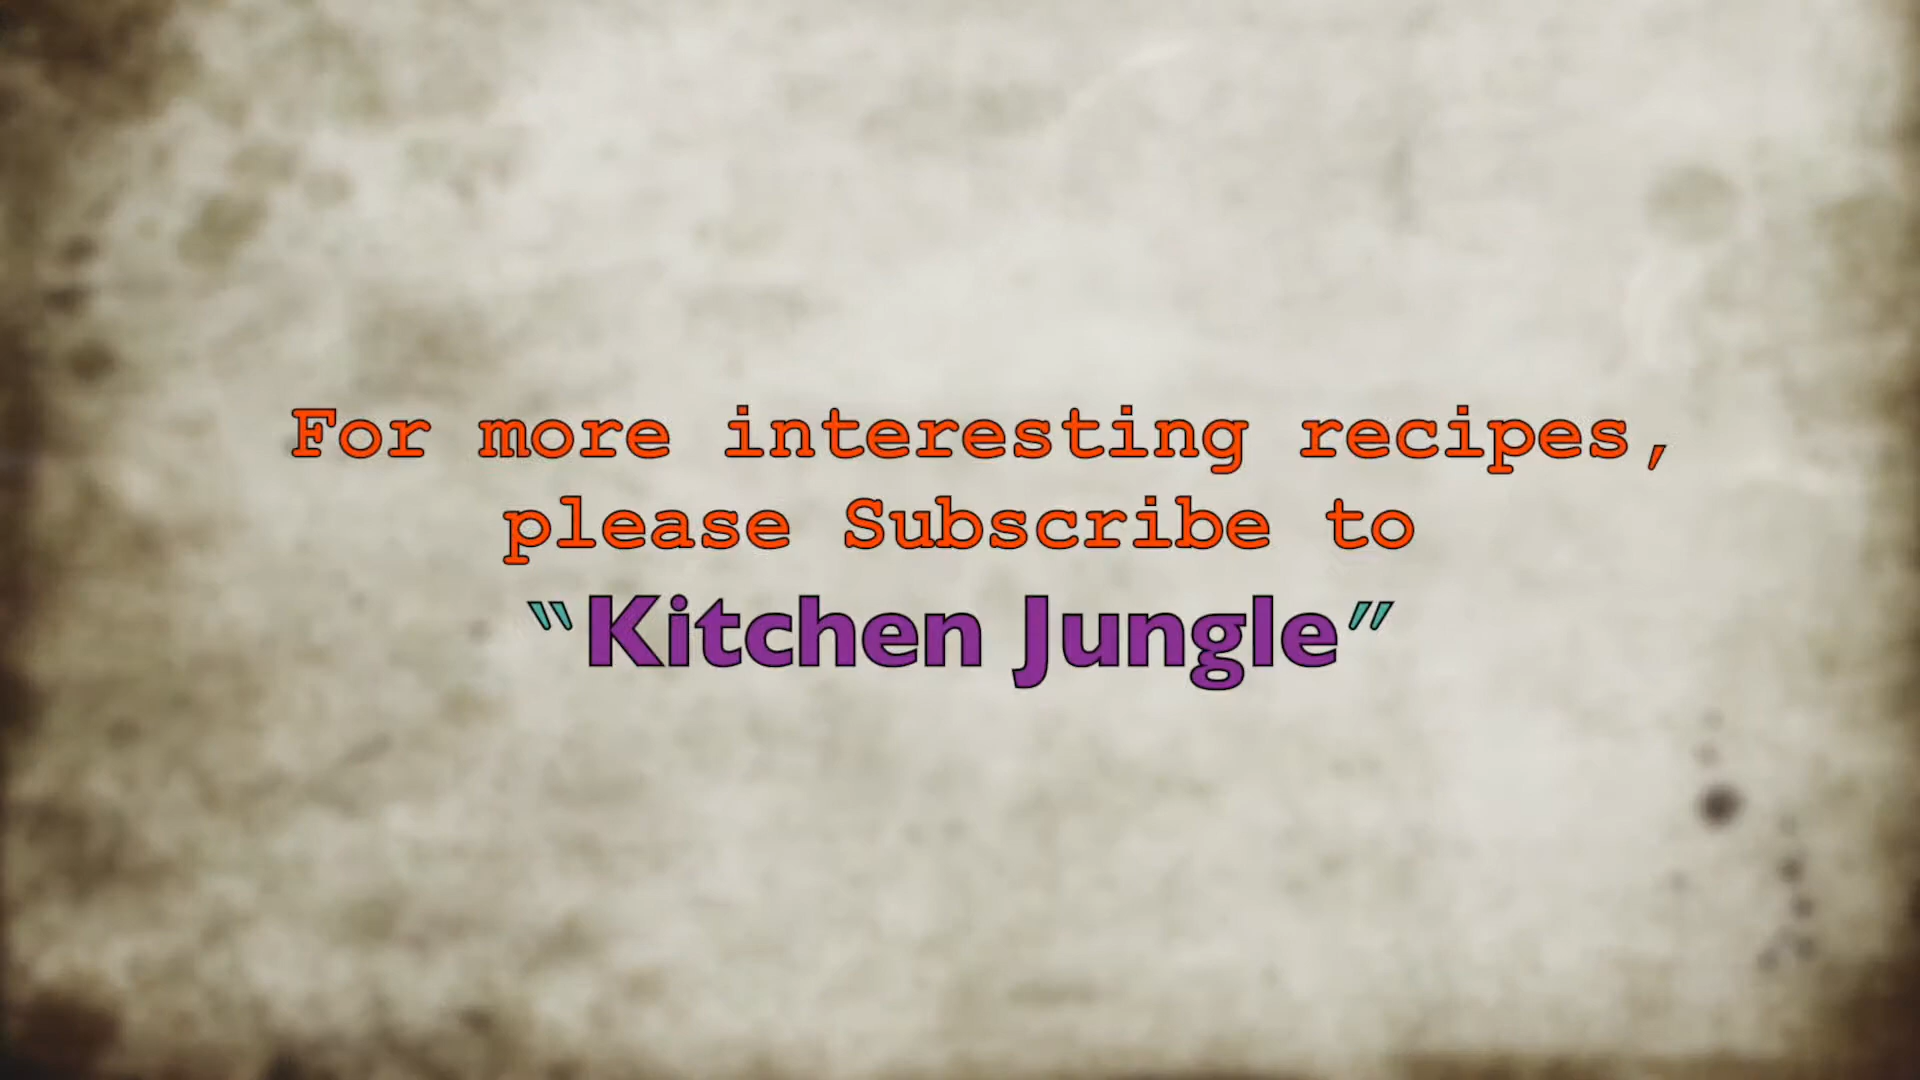 For more interesting recipes,
please Subscribe to
“Kitchen Jungle”